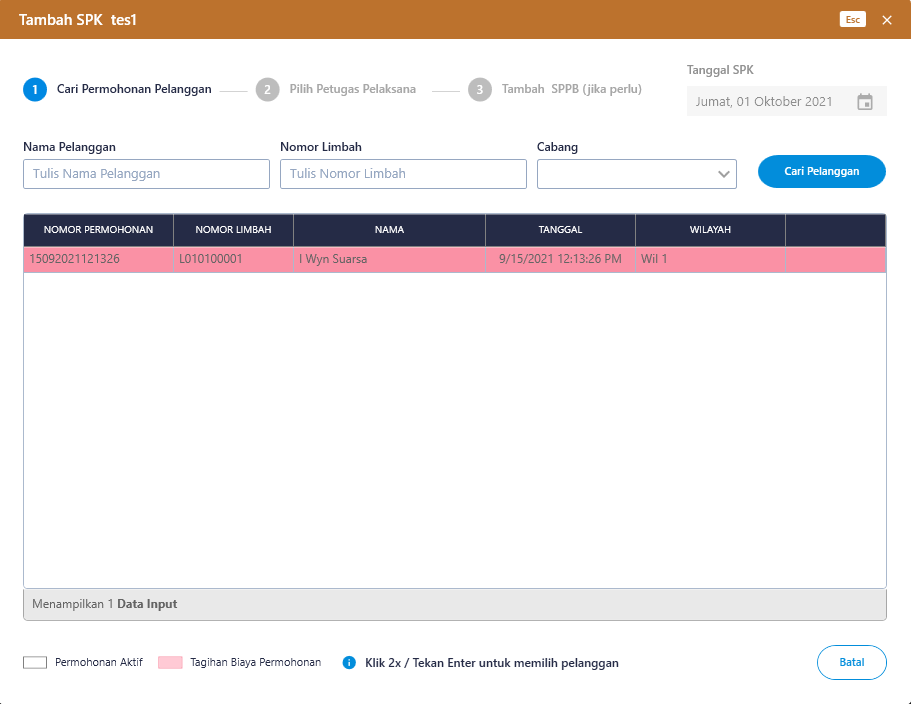 Tambah SPK tes1
Esc
1 Cari Permohonan Pelanggan
2 Pilih Petugas Pelaksana
3 Tambah SPPB (jika perlu)
Tanggal SPK
Jumat, 01 Oktober 2021
Nama Pelanggan
Nomor Limbah
Cabang
Tulis Nama Pelanggan
Tulis Nomor Limbah
Cari Pelanggan
NOMOR PERMOHONAN NOMOR LIMBAH NAMA TANGGAL WILAYAH
15092021121326 L010100001 I Wyn Suarsa 9/15/2021 12:13:26 PM Wil 1
Menampilkan 1 Data Input
Permohonan Aktif
Tagihan Biaya Permohonan
Klik 2x / Tekan Enter untuk memilih pelanggan
Batal